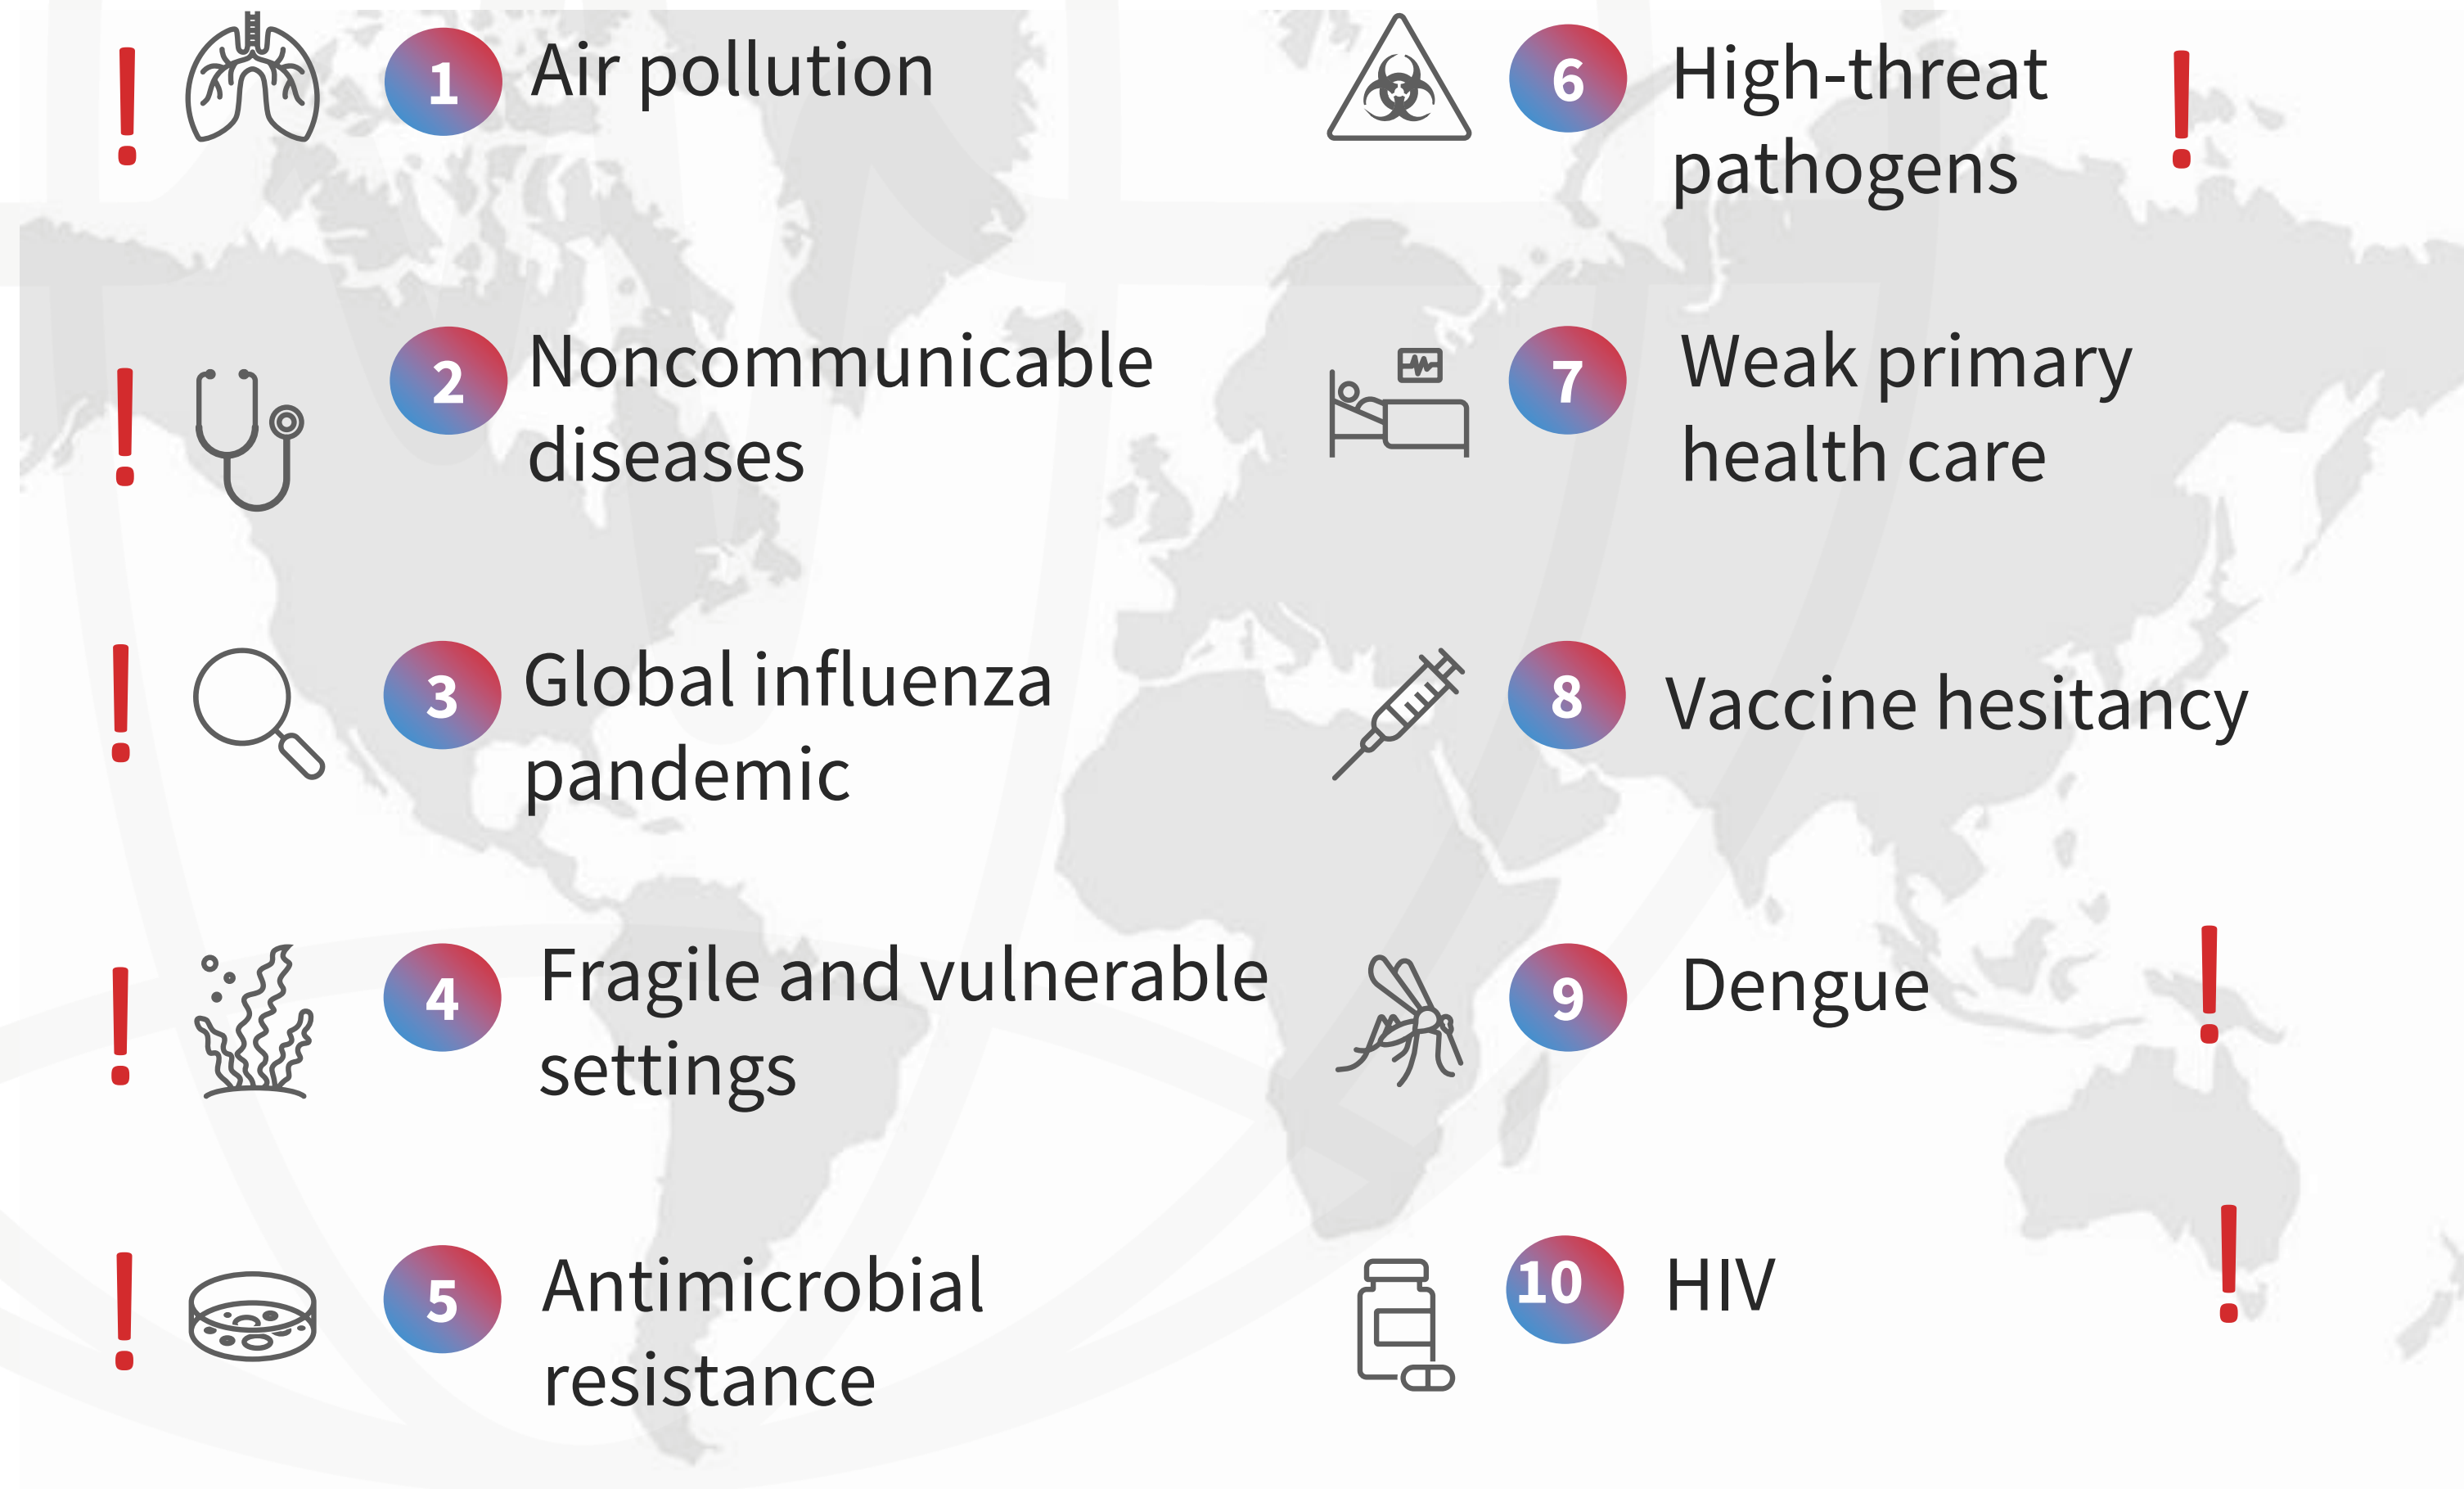 ! 1 Air pollution
! 2 Noncommunicable
diseases
! 3 Global influenza
pandemic
! 4 Fragile and vulnerable
settings
! 5 Antimicrobial
resistance
6 High-threat !
pathogens
7 Weak primary
health care
8 Vaccine hesitancy
9 Dengue !
10 HIV !